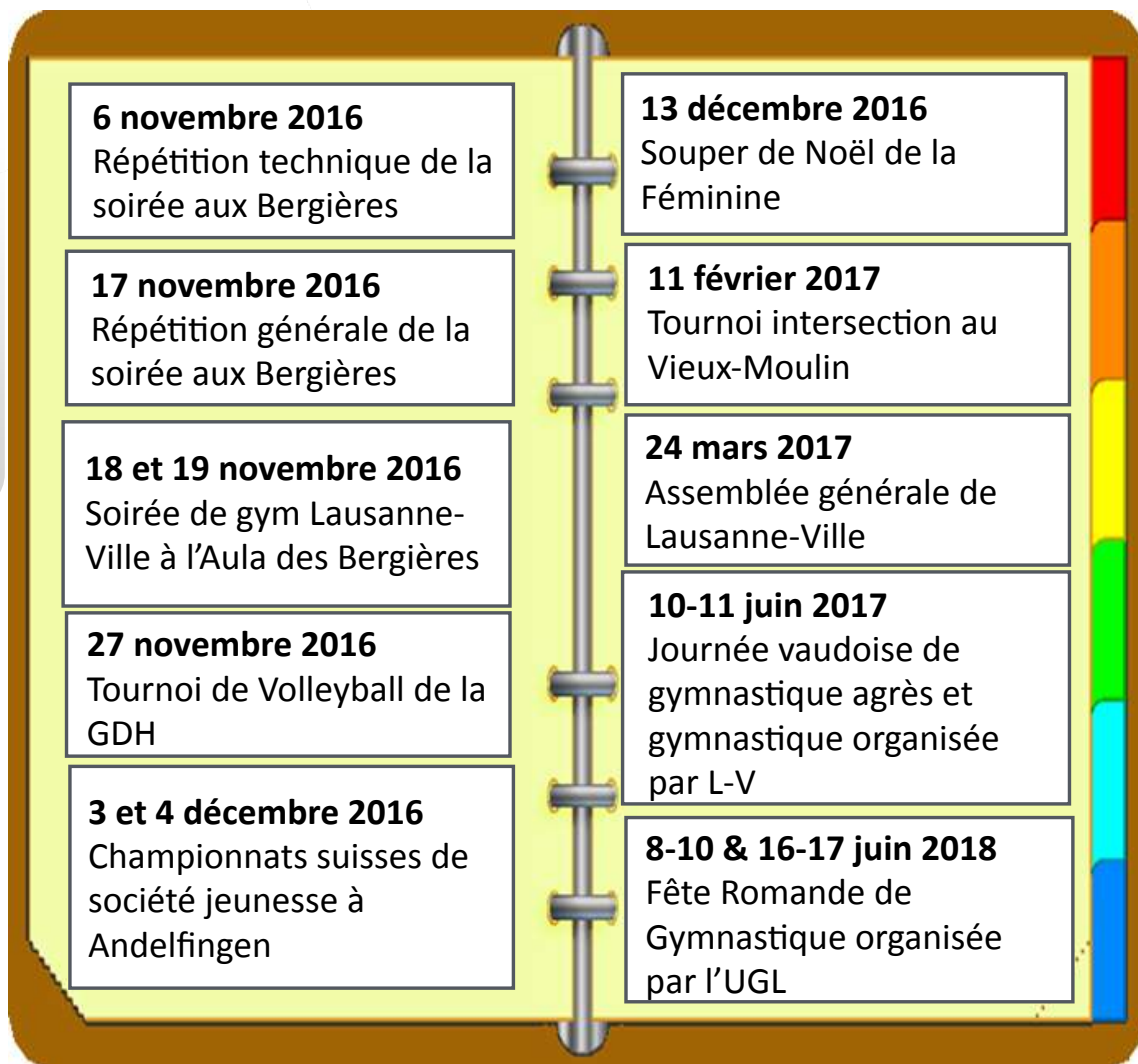 6 novembre 2016
Répétition technique de la
soirée aux Bergières
17 novembre 2016
Répétition générale de la
soirée aux Bergières
18 et 19 novembre 2016
Soirée de gym Lausanne-
Ville à l’Aula des Bergières
27 novembre 2016
Tournoi de Volleyball de la
GDH
3 et 4 décembre 2016
Championnats suisses de
société jeunesse à
Andelfingen
13 décembre 2016
Souper de Noël de la
Féminine
11 février 2017
Tournoi intersection au
Vieux-Moulin
24 mars 2017
Assemblée générale de
Lausanne-Ville
10-11 juin 2017
Journée vaudoise de
gymnastique agrès et
gymnastique organisée
par L-V
8-10 & 16-17 juin 2018
Fête Romande de
Gymnastique organisée
par l’UGL